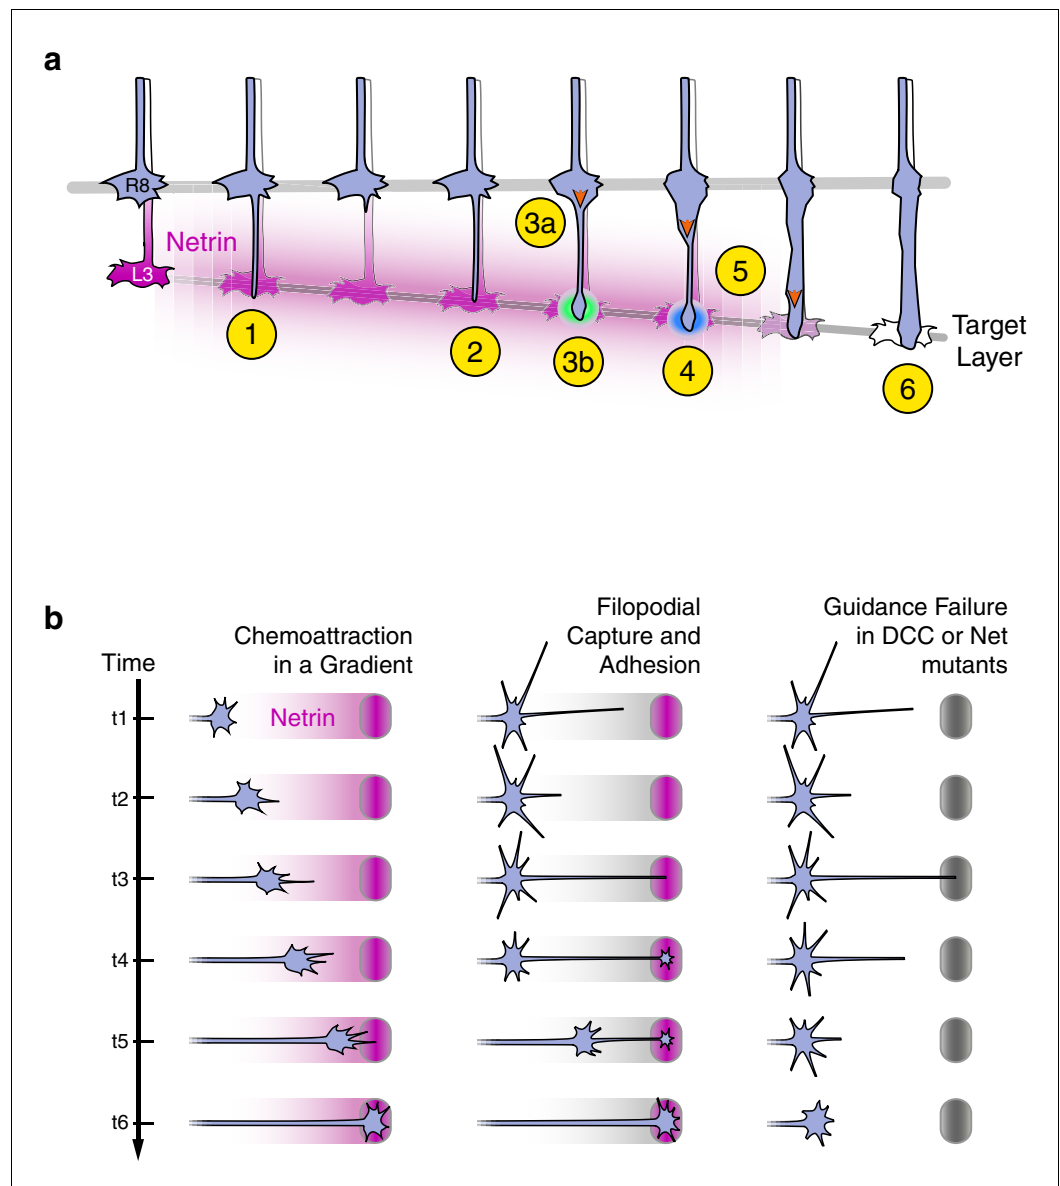 a
R8
Netrin
L3
1
2
3a
3b
4
5
6
Target
Layer
b
Time
Chemoattraction
in a Gradient
Filopodial
Capture and
Adhesion
Guidance Failure
in DCC or Net
mutants
t1
Netrin
t2
t3
t4
t5
t6